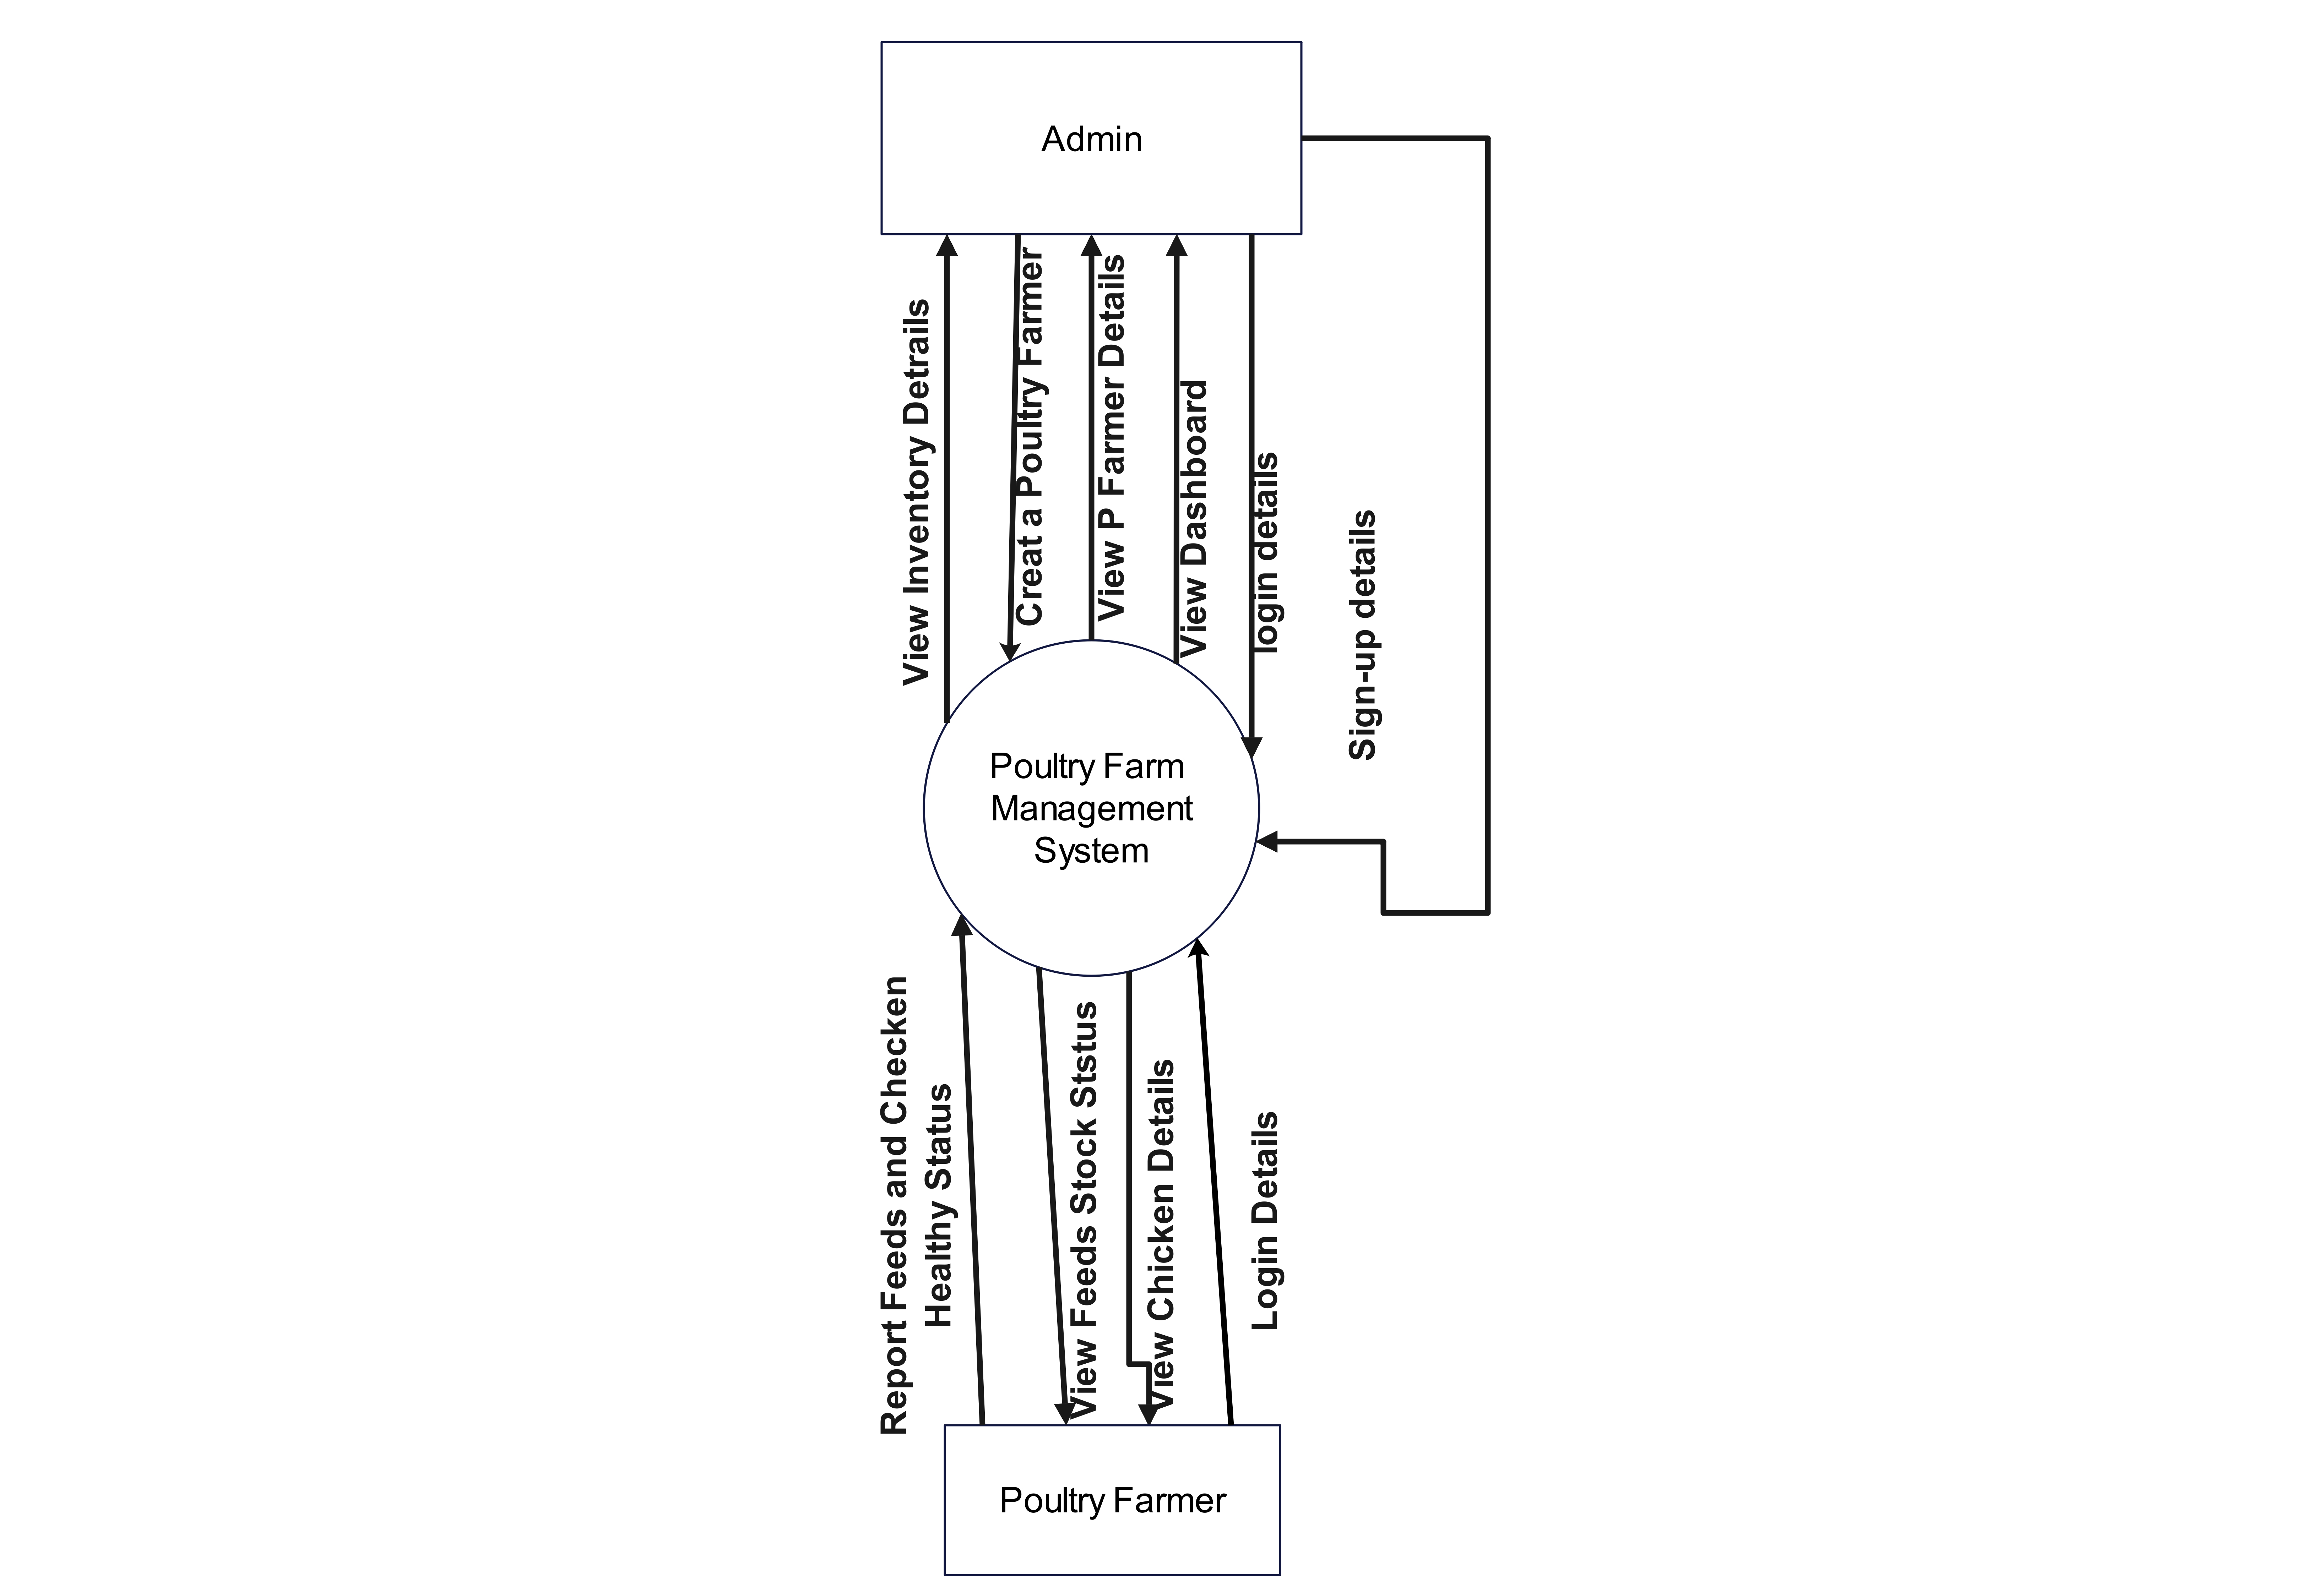 Admin
View Inventory Detrails
Creat a Poultry Farmer
View P Farmer Details
View Dashboard
login details
Sign-up details
Poultry Farm
Management
System
Report Feeds and Checken
Healthy Status
View Feeds Stock Ststus
View Chicken Details
Login Details
Poultry Farmer